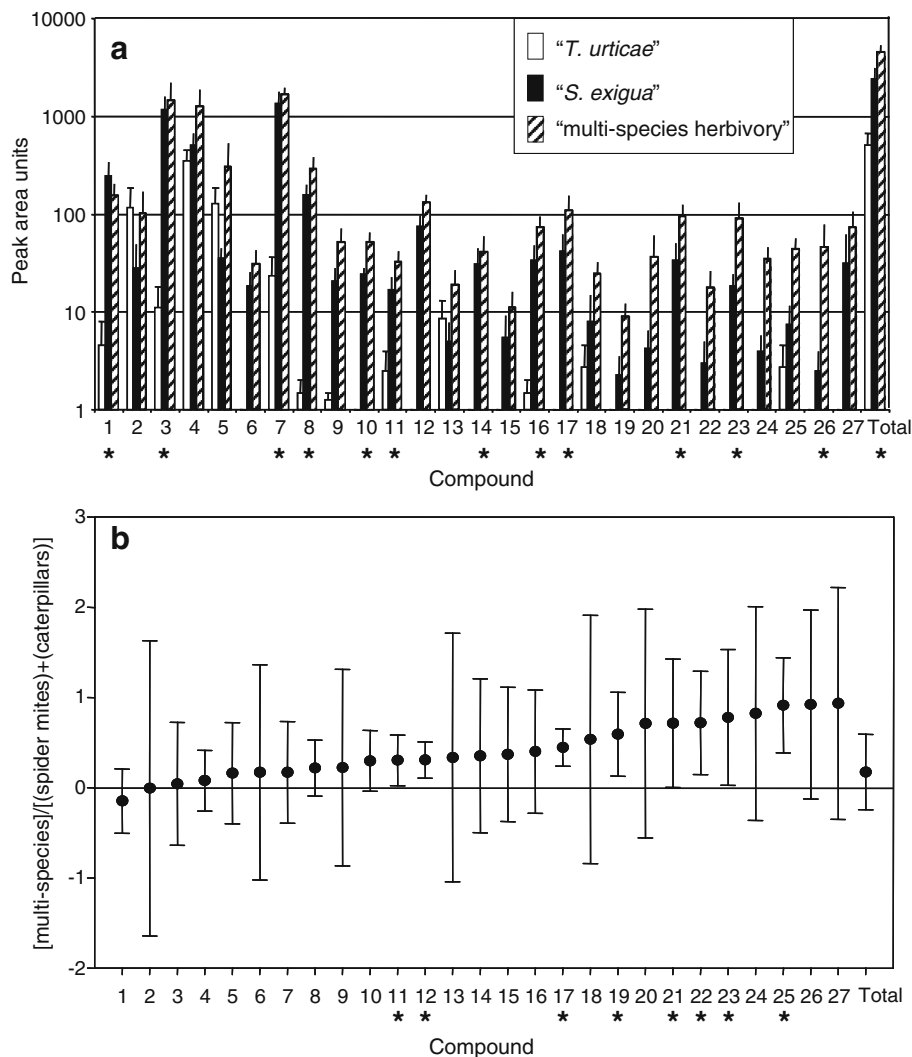 a
10000
1000
100
10
1
Peak area units
"T. urticae"
"S. exigua"
"multi-species herbivory"
1 2 3 4 5 6 7 8 9 10 11 12 13 14 15 16 17 18 19 20 21 22 23 24 25 26 27 Total
* * * * * * * * * * * * *
Compound
b
3
2
1
0
-1
-2
[multi-species]/[(spider mites)+(caterpillars)]
1 2 3 4 5 6 7 8 9 10 11 12 13 14 15 16 17 18 19 20 21 22 23 24 25 26 27 Total
* * * * * * * *
Compound